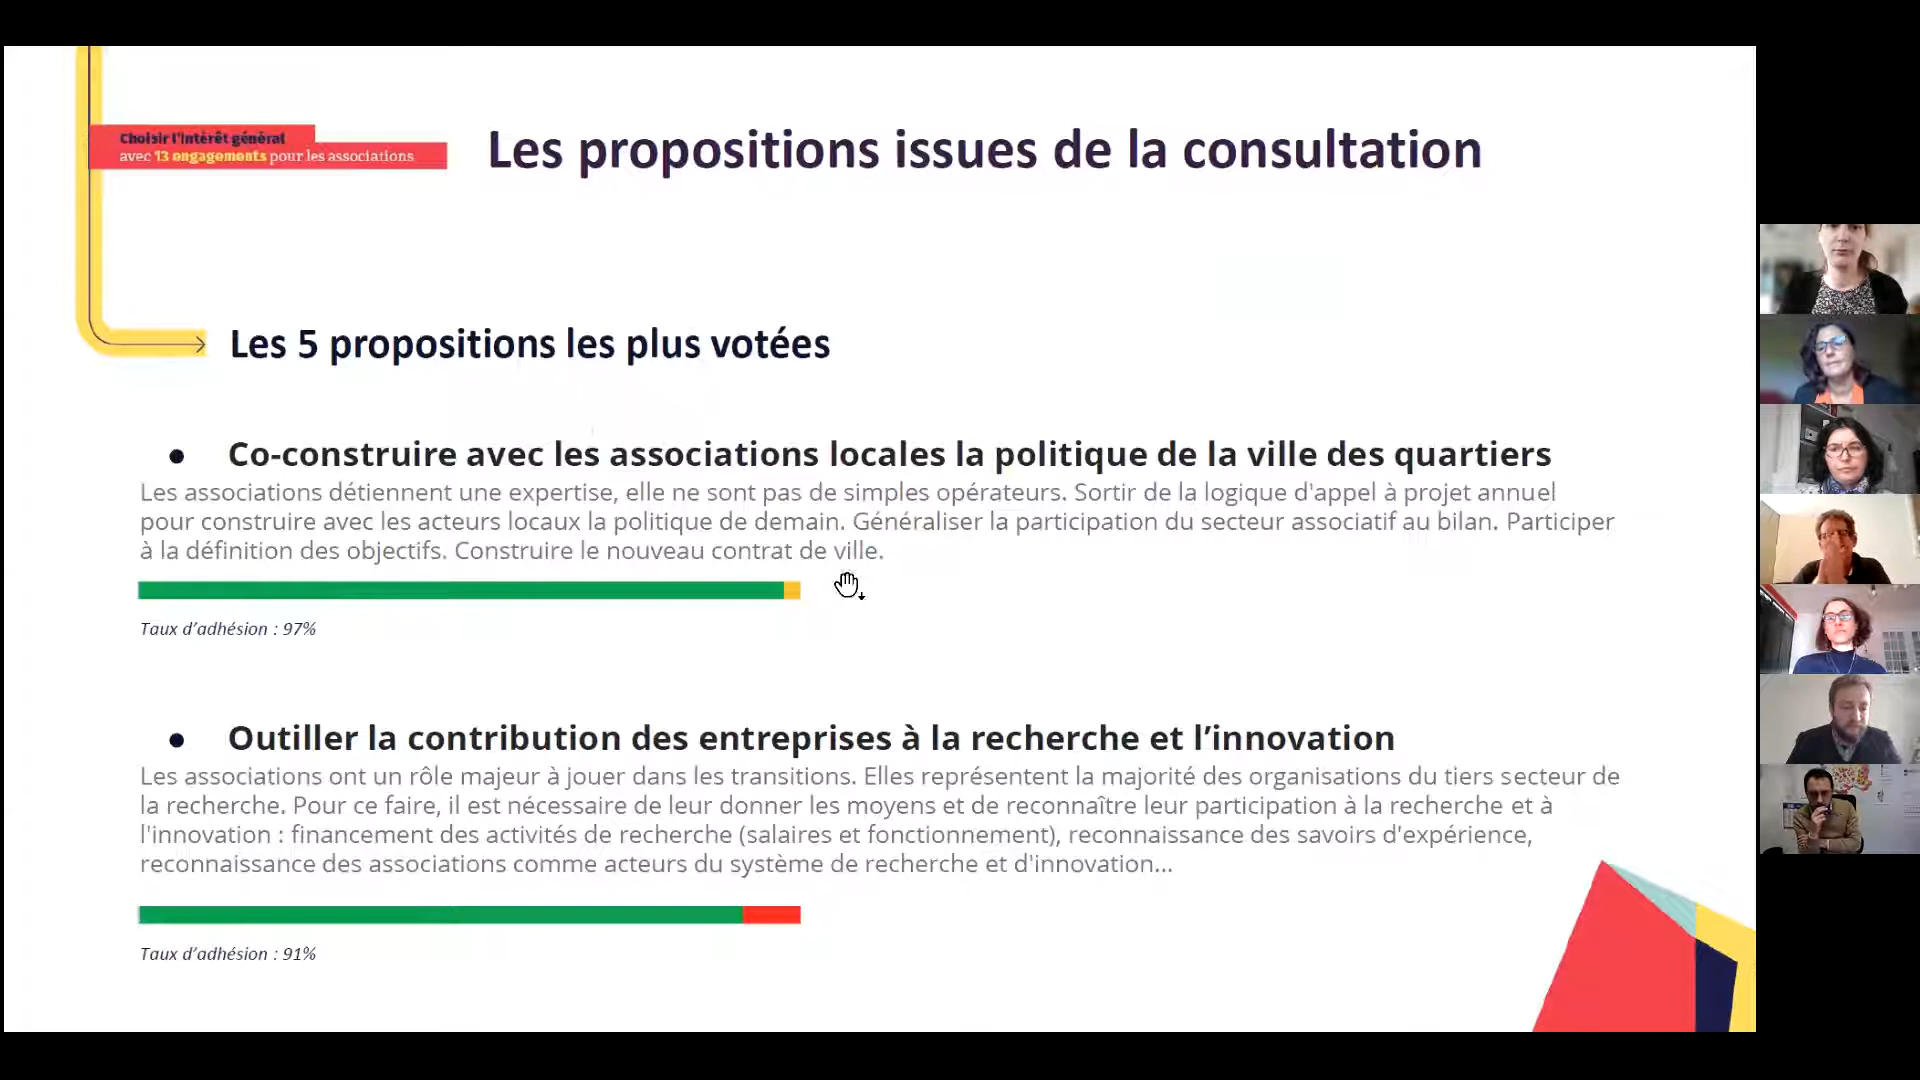 Choisir l'intérêt général
avec 13 engagements pour les associations
Les propositions issues de la consultation
Les 5 propositions les plus votées
● Co-construire avec les associations locales la politique de la ville des quartiers
Les associations détiennent une expertise, elle ne sont pas de simples opérateurs. Sortir de la logique d'appel à projet annuel
pour construire avec les acteurs locaux la politique de demain. Généraliser la participation du secteur associatif au bilan. Participer
à la définition des objectifs. Construire le nouveau contrat de ville.
Taux d'adhésion : 97%
● Outiller la contribution des entreprises à la recherche et l’innovation
Les associations ont un rôle majeur à jouer dans les transitions. Elles représentent la majorité des organisations du tiers secteur de
la recherche. Pour ce faire, il est nécessaire de leur donner les moyens et de reconnaître leur participation à la recherche et à
l'innovation : financement des activités de recherche (salaires et fonctionnement), reconnaissance des savoirs d'expérience,
reconnaissance des associations comme acteurs du système de recherche et d'innovation...
Taux d'adhésion : 91%